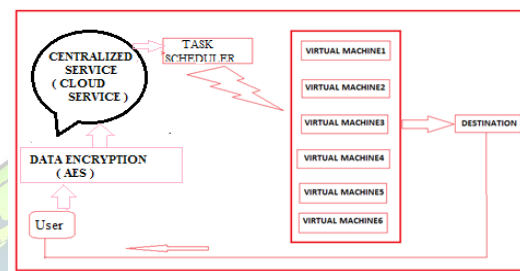 CENTRALIZED
SERVICE
( CLOUD
SERVICE )
TASK
SCHEDULER
VIRTUAL MACHINE1
VIRTUAL MACHINE2
VIRTUAL MACHINE3
VIRTUAL MACHINE4
VIRTUAL MACHINE5
VIRTUAL MACHINE6
DESTINATION
DATA ENCRYPTION
( AES )
User